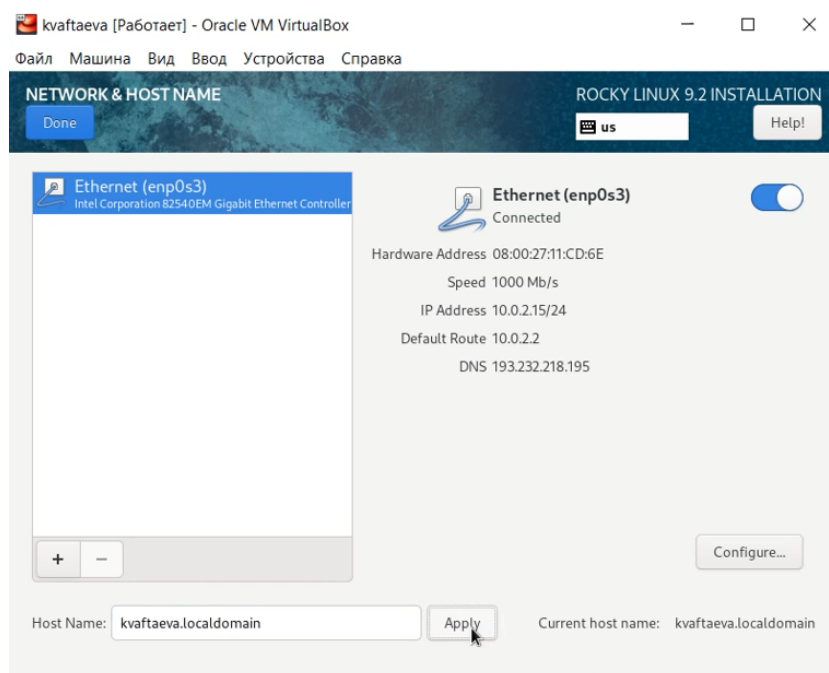 kvaftaeva [Работает] - Oracle VM VirtualBox
Файл Машина Вид Ввод Устройства Справка
NETWORK & HOST NAME
ROCKY LINUX 9.2 INSTALLATION
Done
us
Help!
Ethernet (enp0s3)
Intel Corporation 82540EM Gigabit Ethernet Controller
Ethernet (enp0s3)
Connected
Hardware Address 08:00:27:11:CD:6E
Speed 1000 Mb/s
IP Address 10.0.2.15/24
Default Route 10.0.2.2
DNS 193.232.218.195
+ −
Configure...
Host Name: kvaftaeva.localdomain Apply Current host name: kvaftaeva.localdomain